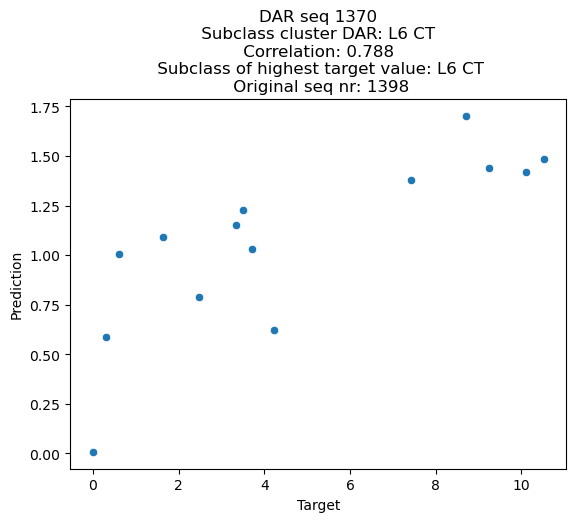 DAR seq 1370
Subclass cluster DAR: L6 CT
Correlation: 0.788
Subclass of highest target value: L6 CT
Original seq nr: 1398
1.75
1.50
1.25
1.00
0.75
0.50
0.25
0.00
Prediction
0 2 4 6 8 10
Target